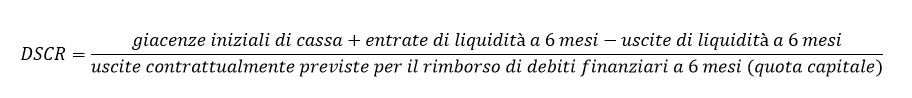 giacenze iniziali di cassa + entrate di liquidità a 6 mesi − uscite di liquidità a 6 mesi
DSCR =
uscite contrattualmente previste per il rimborso di debiti finanziari a 6 mesi (quota capitale)